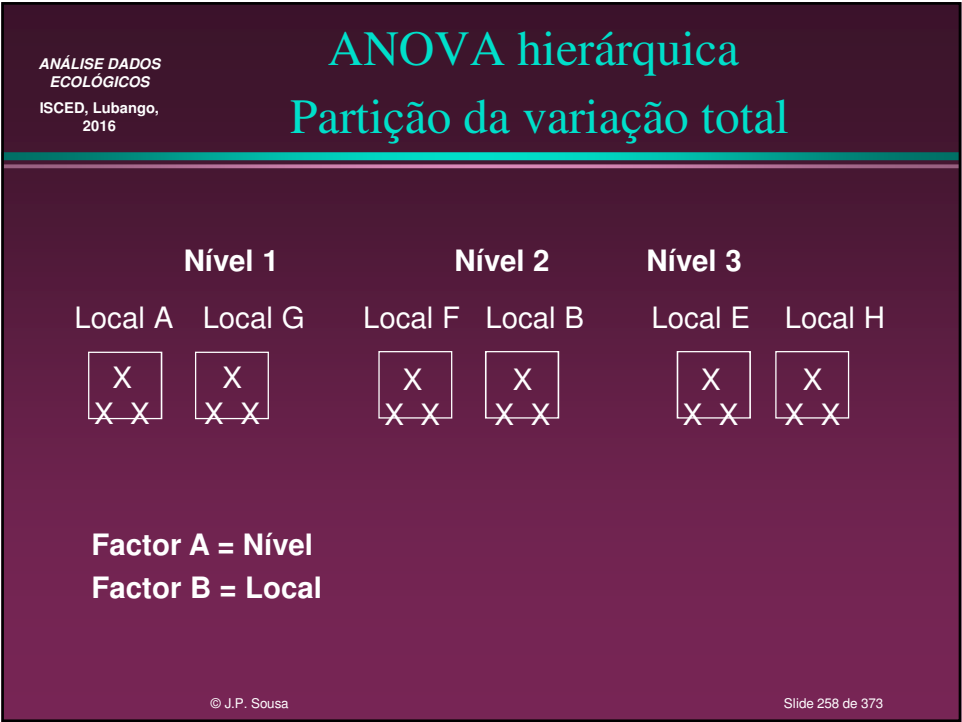 ANÁLISE DADOS
ECOLÓGICOS
ISCED, Lubango,
2016
ANOVA hierárquica
Partição da variação total
Nível 1 Nível 2 Nível 3
Local A Local G Local F Local B Local E Local H
X X X X X X
X X X X X X X X X X X X
Factor A = Nível
Factor B = Local
© J.P. Sousa Slide 258 de 373